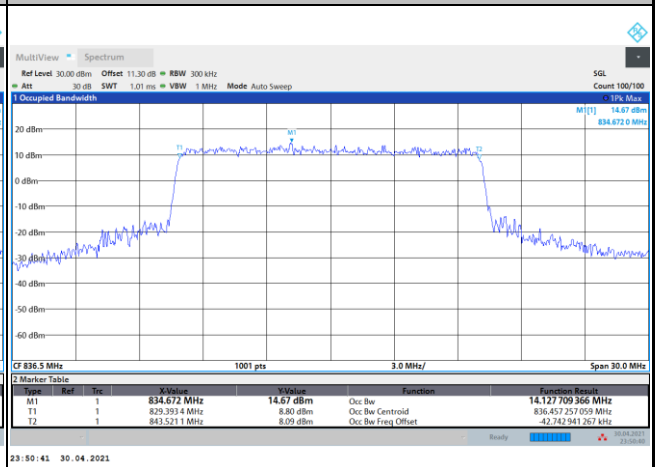 MultiView Spectrum
Ref Level 30.00 dBm Offset 11.30 dB RBW 300 kHz SGL
Att 30 dB SWT 1.01 ms VBW 1 MHz Mode Auto Sweep Count 100/100
1 Occupied Bandwidth 1Pk Max
M1[1] 14.67 dBm
834.672 0 MHz
20 dBm
M1
T1 T2
10 dBm
0 dBm
-10 dBm
-20 dBm
-30 dBm
-40 dBm
-50 dBm
-60 dBm
CF 836.5 MHz 1001 pts 3.0 MHz/ Span 30.0 MHz
2 Marker Table
Type Ref Trc X-Value Y-Value Function Function Result
M1 1 834.672 MHz 14.67 dBm Occ Bw 14.127 709 366 MHz
T1 1 829.393 4 MHz 8.80 dBm Occ Bw Centroid 836.457 257 059 MHz
T2 1 843.521 1 MHz 8.09 dBm Occ Bw Freq Offset -42.742 941 267 kHz
Ready 30.04.2021
23:50:40
23:50:41 30.04.2021